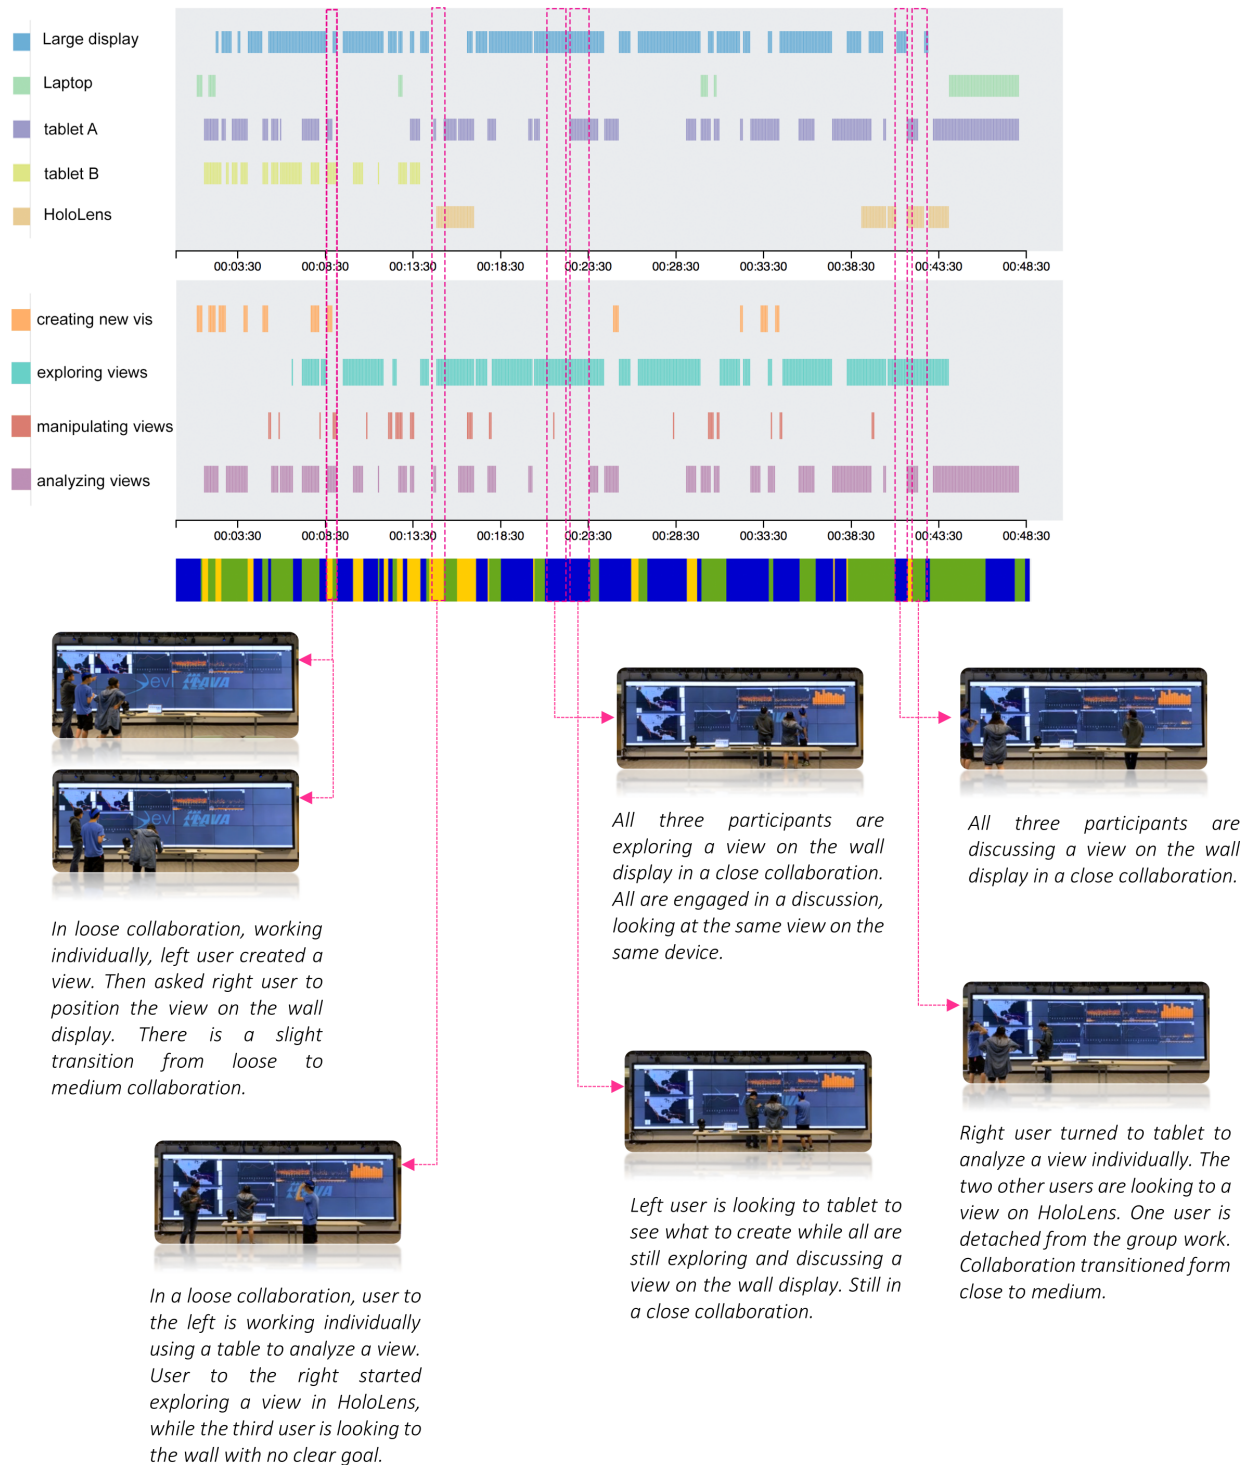 Large display
Laptop
tablet A
tablet B
HoloLens
00:03:30 00:08:30 00:13:30 00:18:30 00:23:30 00:28:30 00:33:30 00:38:30 00:43:30 00:48:30
creating new vis
exploring views
manipulating views
analyzing views
00:03:30 00:08:30 00:13:30 00:18:30 00:23:30 00:28:30 00:33:30 00:38:30 00:43:30 00:48:30
evl AVA
evl AVA
In loose collaboration, working
individually, left user created a
view. Then asked right user to
position the view on the wall
display. There is a slight
transition from loose to
medium collaboration.
In a loose collaboration, user to
the left is working individually
using a table to analyze a view.
User to the right started
exploring a view in HoloLens,
while the third user is looking to
the wall with no clear goal.
All three participants are
exploring a view on the wall
display in a close collaboration.
All are engaged in a discussion,
looking at the same view on the
same device.
Left user is looking to tablet to
see what to create while all are
still exploring and discussing a
view on the wall display. Still in
a close collaboration.
All three participants are
discussing a view on the wall
display in a close collaboration.
Right user turned to tablet to
analyze a view individually. The
two other users are looking to a
view on HoloLens. One user is
detached from the group work.
Collaboration transitioned form
close to medium.